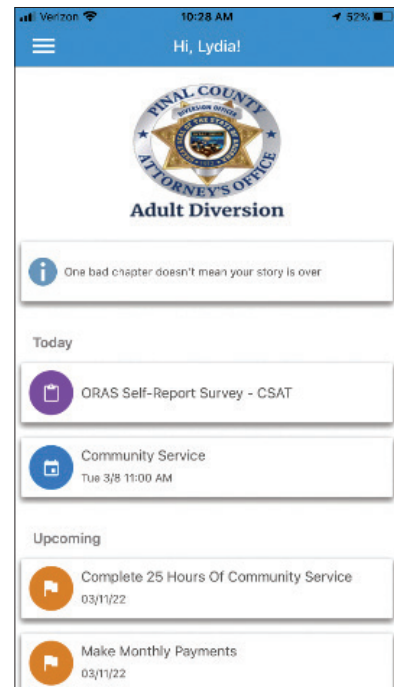 Verizon 10:28 AM 52%
Hi, Lydia!
PINAL COUNTY
DIVERSION OFFICER
ATTORNEY'S OFFICE
Adult Diversion
One bad chapter doesn't mean your story is over
Today
ORAS Self-Report Survey - CSAT
Community Service
Tue 3/8 11:00 AM
Upcoming
Complete 25 Hours Of Community Service
03/11/22
Make Monthly Payments
03/11/22